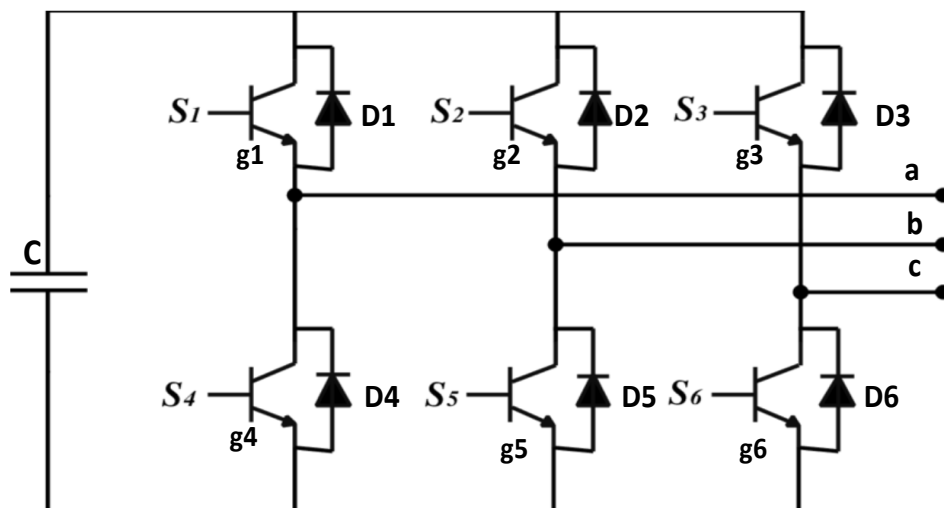 S1 D1 S2 D2 S3 D3
g1 g2 g3
a
b
C
c
S4 D4 S5 D5 S6 D6
g4 g5 g6